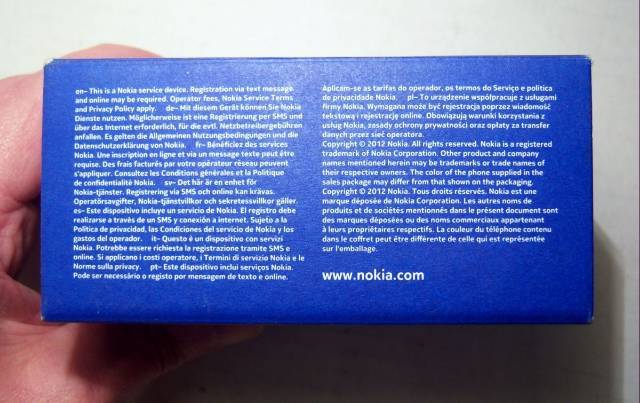 en– This is a Nokia service device. Registration via text message
and online may be required. Operator fees, Nokia Service Terms
and Privacy Policy apply. de– Mit diesem Gerät können Sie Nokia
Dienste nutzen. Möglicherweise ist eine Registrierung per SMS und
über das Internet erforderlich, für die evtl. Netzbetreibergebühren
anfallen. Es gelten die Allgemeinen Nutzungsbedingungen und die
Datenschutzerklärung von Nokia. fr– Bénéficiez des services
Nokia. Une inscription en ligne et via un message texte peut être
requise. Des frais facturés par votre opérateur réseau peuvent
s'appliquer. Consultez les Conditions générales et la Politique
de confidentialité Nokia. sv– Det här är en enhet för
Nokia-tjänster. Registrering via SMS och online kan krävas.
Operatörsavgifter, Nokia-tjänstvillkor och sekretessvillkor gäller.
es– Este dispositivo incluye un servicio de Nokia. El registro debe
realizarse a través de un SMS y conexión a internet. Sujeto a la
Política de privacidad, las Condiciones del servicio de Nokia y los
gastos del operador. it– Questo è un dispositivo con servizi
Nokia. Potrebbe essere richiesta la registrazione tramite SMS e
online. Si applicano i costi operatore, i Termini di servizio Nokia e le
Norme sulla privacy. pt– Este dispositivo inclui serviços Nokia.
Pode ser necessário o registo por mensagem de texto e online.
Aplicam-se as tarifas do operador, os termos do Serviço e política
de privacidade Nokia. pl– To urządzenie współpracuje z usługami
firmy Nokia. Wymagana może być rejestracja poprzez wiadomość
tekstową i rejestrację online. Obowiązują warunki korzystania z
usług Nokia, zasady ochrony prywatności oraz opłaty za transfer
danych przez sieć operatora.
Copyright © 2012 Nokia. All rights reserved. Nokia is a registered
trademark of Nokia Corporation. Other product and company
names mentioned herein may be trademarks or trade names of
their respective owners. The color of the phone supplied in the
sales package may differ from that shown on the packaging.
Copyright © 2012 Nokia. Tous droits réservés. Nokia est une
marque déposée de Nokia Corporation. Les autres noms de
produits et de sociétés mentionnés dans le présent document sont
des marques déposées ou des noms commerciaux appartenant
à leurs propriétaires respectifs. La couleur du téléphone contenu
dans le coffret peut être différente de celle qui est représentée
sur l'emballage.
www.nokia.com